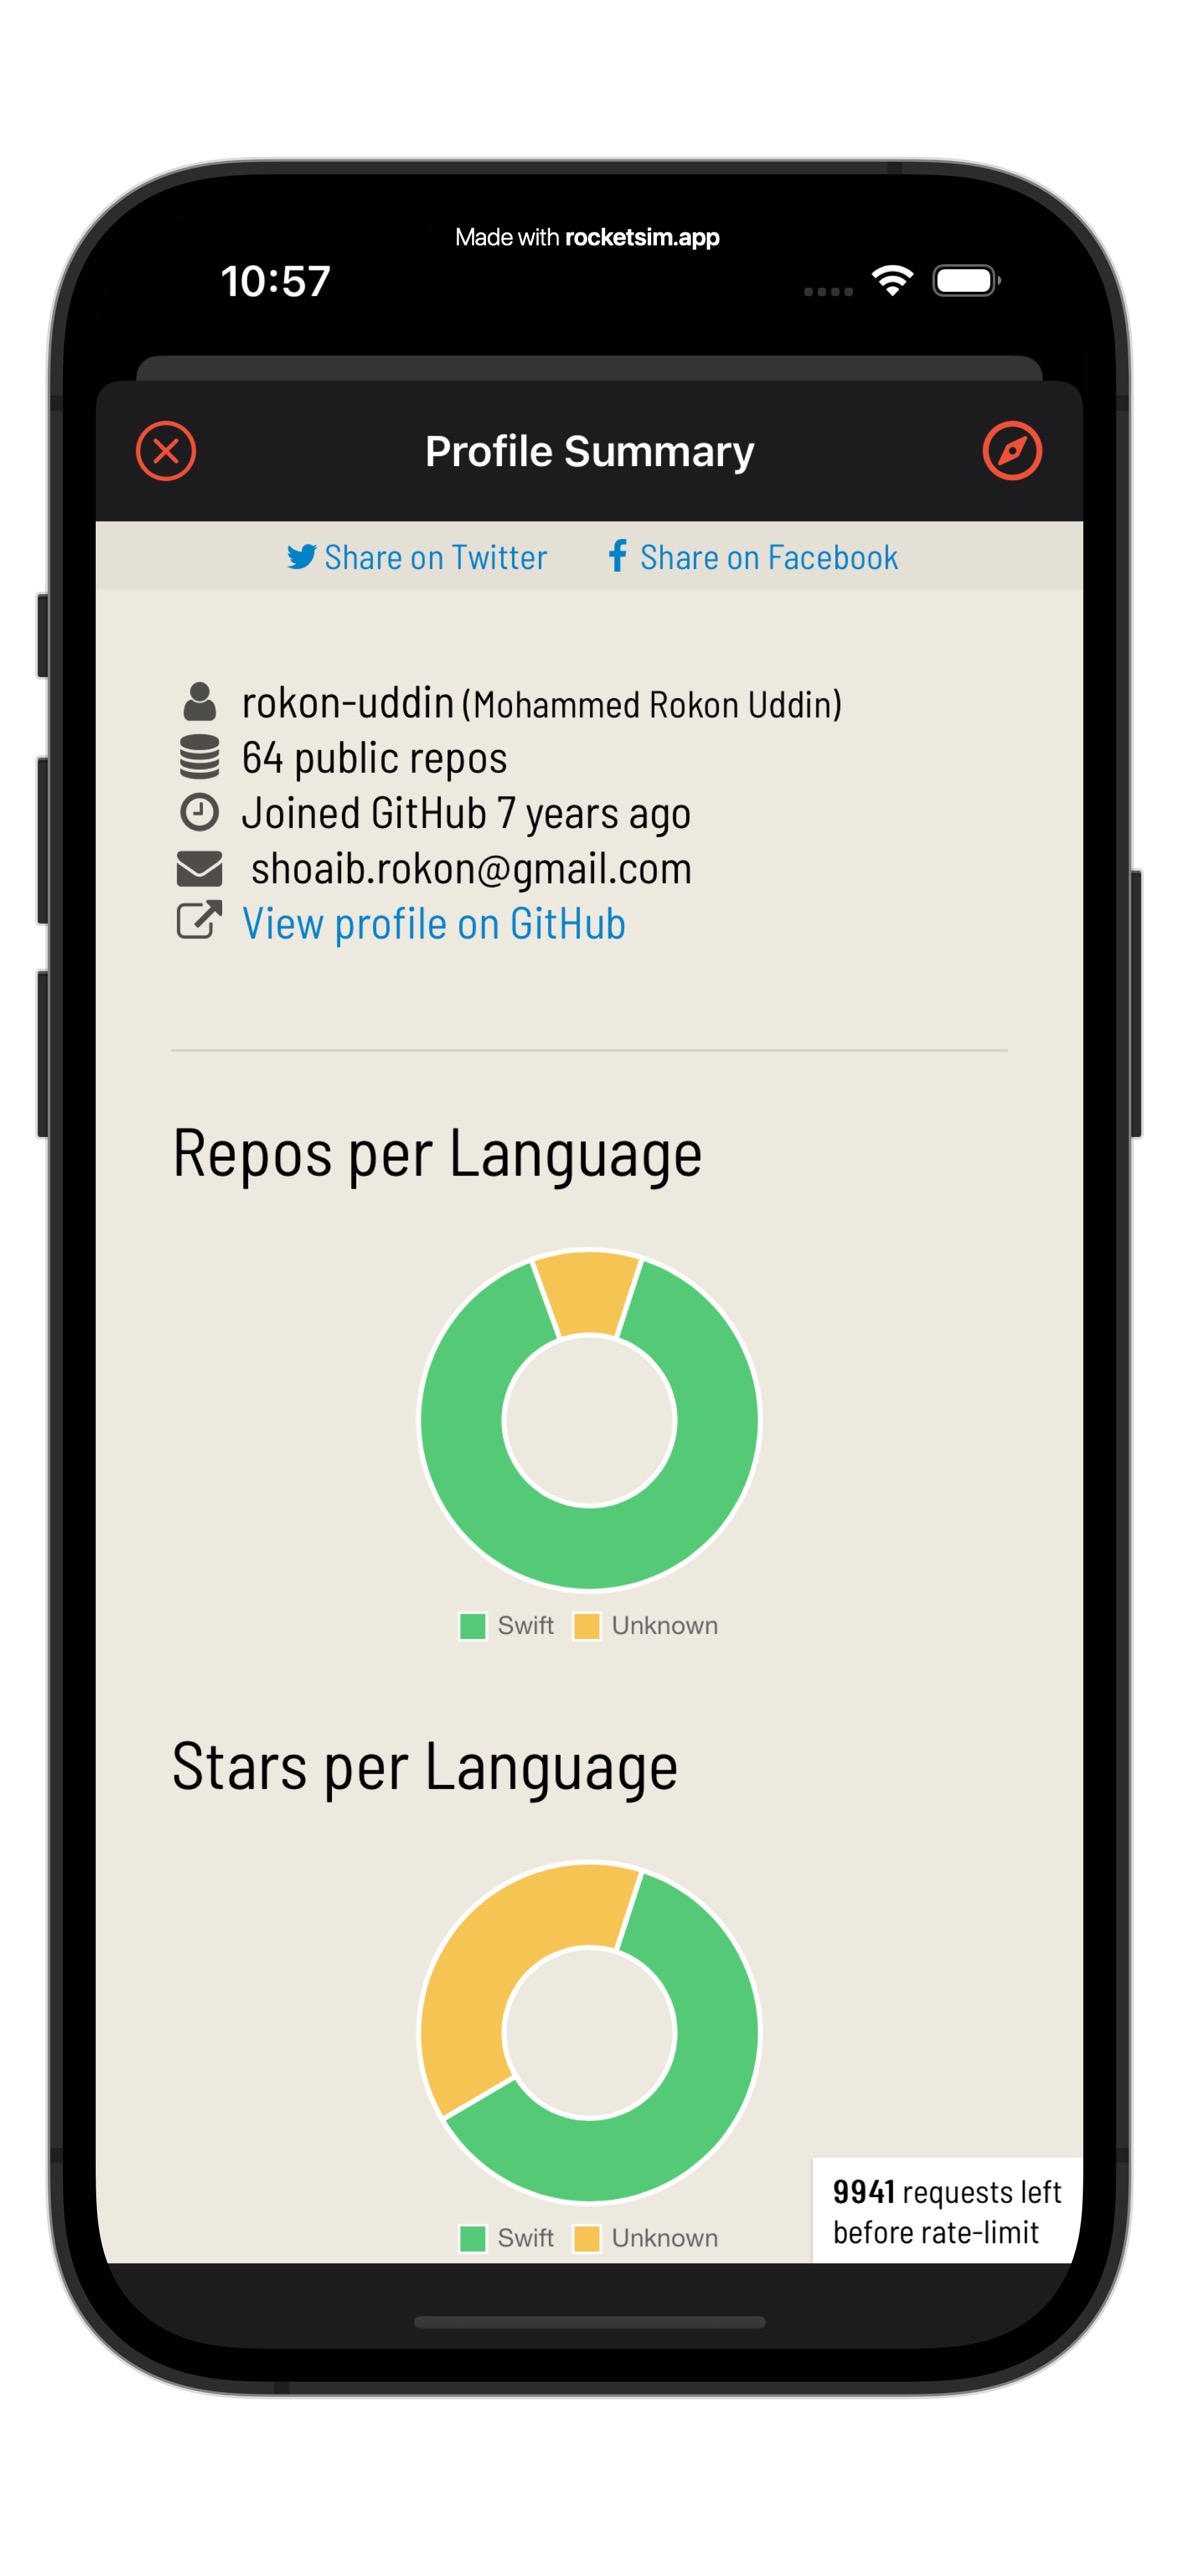 Made with rocketsim.app
10:57
Profile Summary
Share on Twitter Share on Facebook
rokon-uddin (Mohammed Rokon Uddin)
64 public repos
Joined GitHub 7 years ago
shoaib.rokon@gmail.com
View profile on GitHub
Repos per Language
Swift Unknown
Stars per Language
9941 requests left
before rate-limit
Swift Unknown